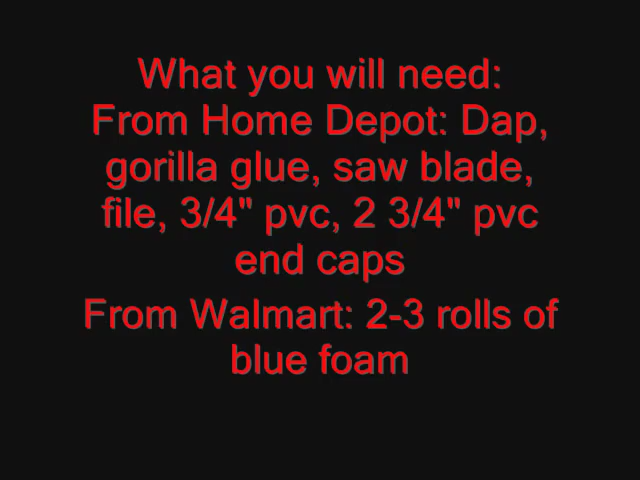 What you will need:
From Home Depot: Dap,
gorilla glue, saw blade,
file, 3/4" pvc, 2 3/4" pvc
end caps
From Walmart: 2-3 rolls of
blue foam